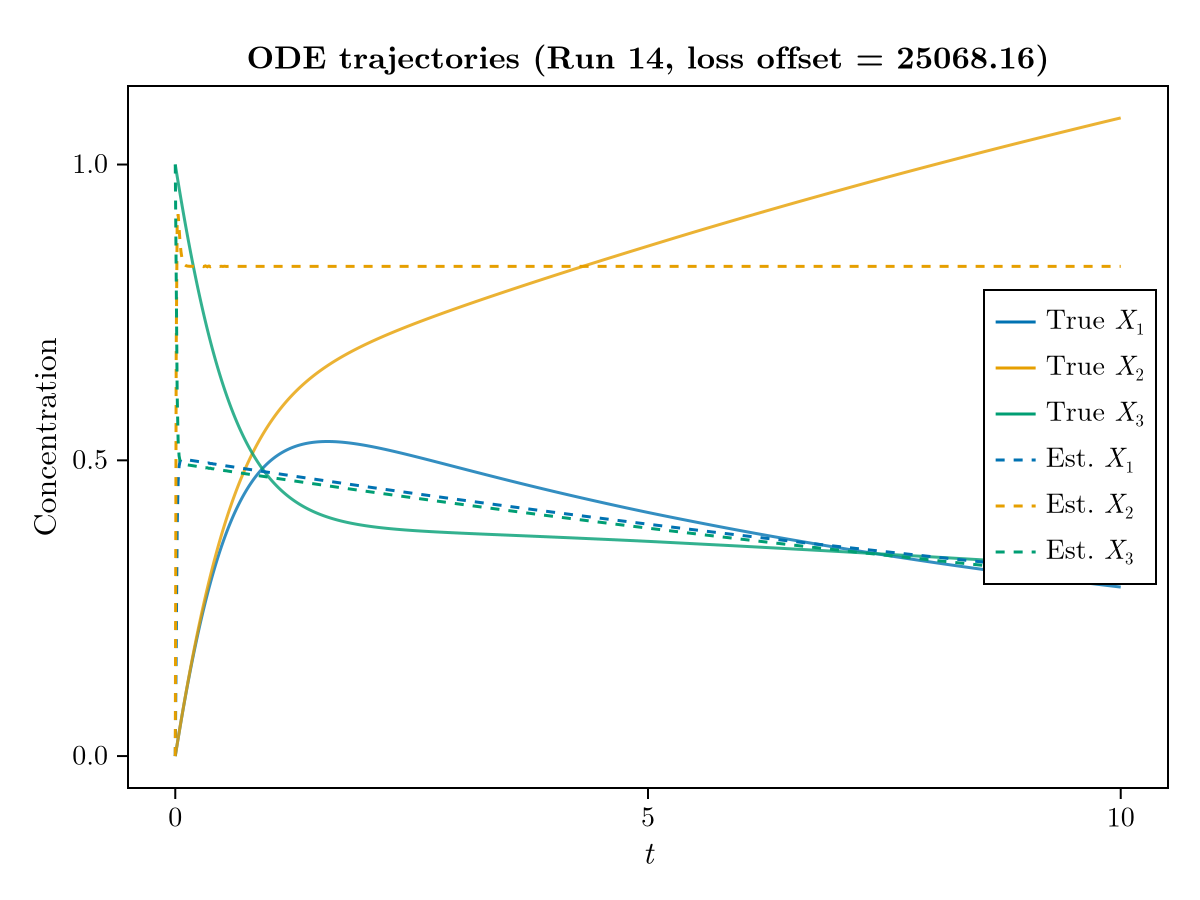 ODE trajectories (Run 14, loss offset = 25068.16)
Concentration
1.0
0.5
0.0
0
5
10
t
True X₁
True X₂
True X₃
Est. X₁
Est. X₂
Est. X₃